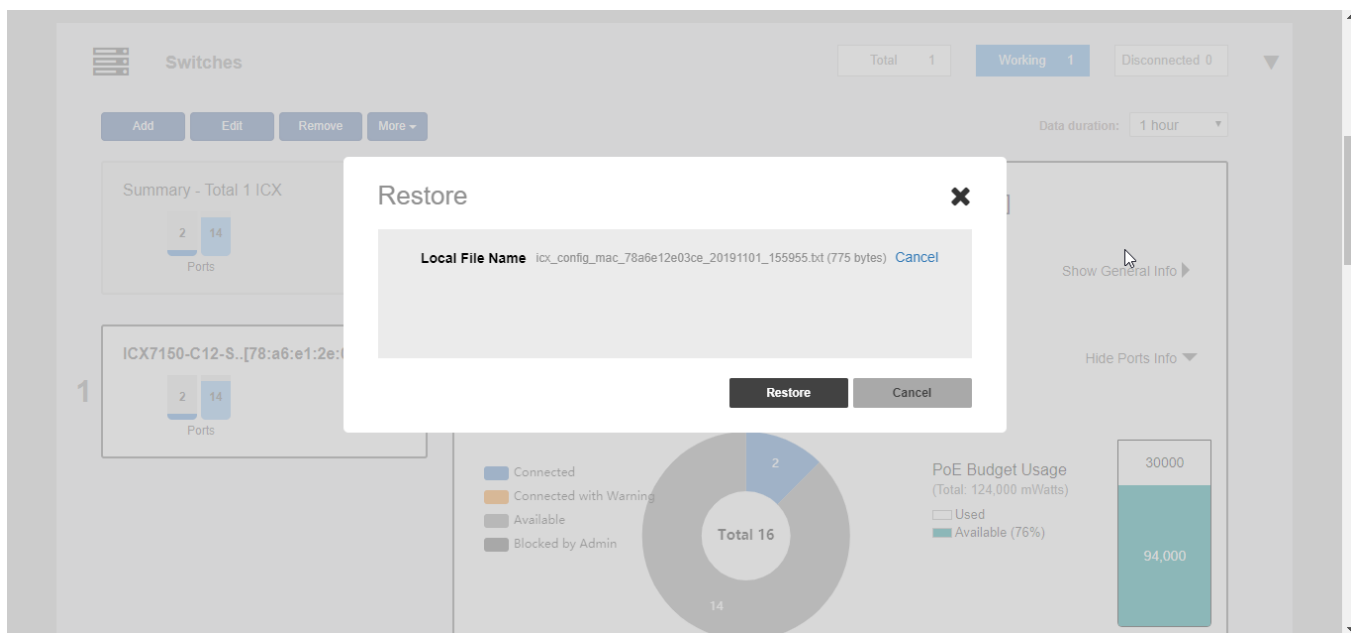 Switches
Total 1
Working 1
Disconnected 0
Add
Edit
Remove
More
Data duration: 1 hour
Summary - Total 1 ICX
2 14
Ports
Restore
]
Local File Name icx_config_mac_78a6e12e03ce_20191101_155955.txt (775 bytes) Cancel
Restore
Cancel
Show General Info
Hide Ports Info
1
ICX7150-C12-S..[78:a6:e1:2e:
2 14
Ports
Connected
Connected with Warning
Available
Blocked by Admin
2
Total 16
14
PoE Budget Usage
(Total: 124,000 mWatts)
Used
Available (76%)
30000
94,000